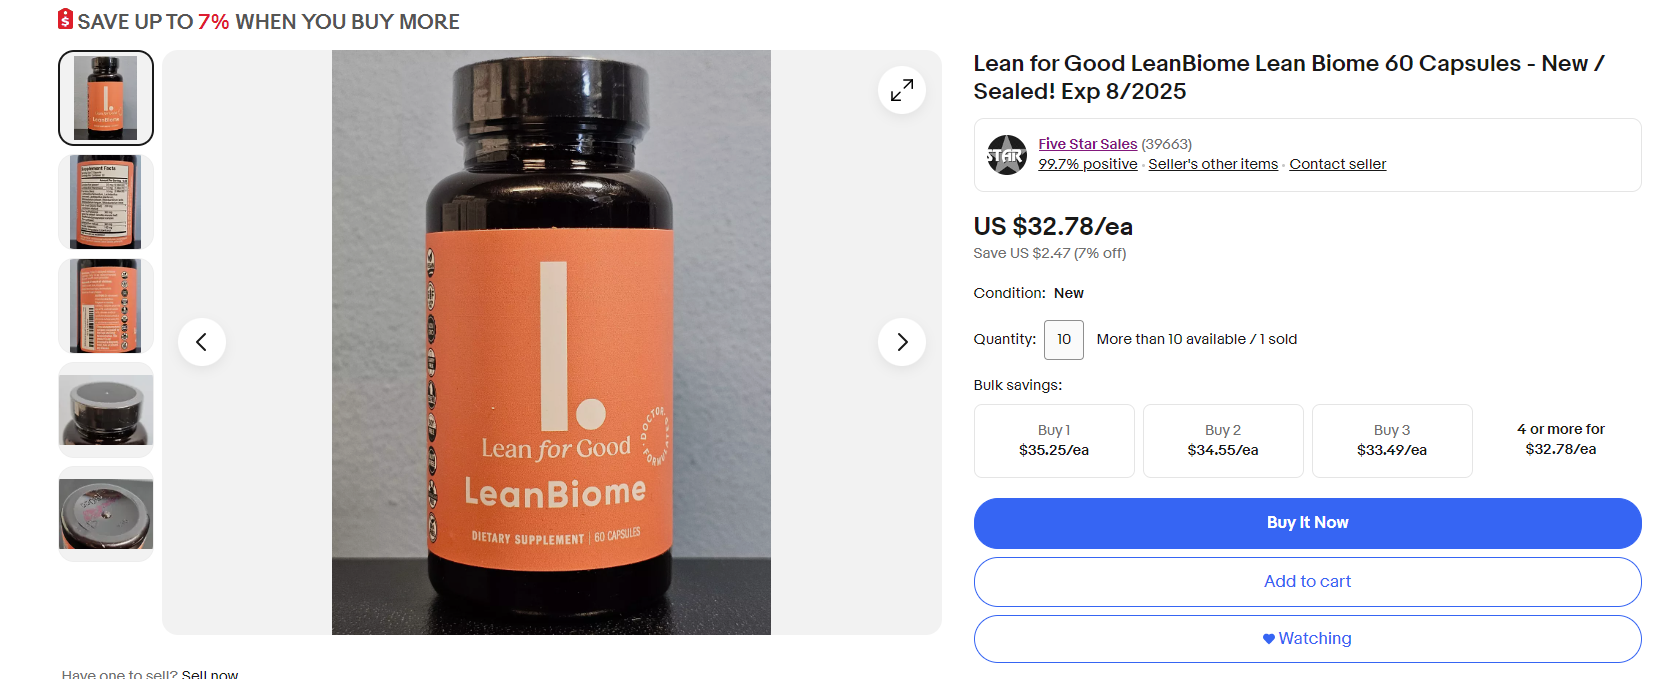 SAVE UP TO 7% WHEN YOU BUY MORE
Lean for Good
LeanBiome
DIETARY SUPPLEMENT | 60 CAPSULES
DOCTOR FORMULATED
Supplement Facts
Lean for Good LeanBiome Lean Biome 60 Capsules - New /
Sealed! Exp 8/2025
STAR
Five Star Sales (39663)
99.7% positive · Seller's other items · Contact seller
US $32.78/ea
Save US $2.47 (7% off)
Condition: New
Quantity: 10 More than 10 available / 1 sold
Bulk savings:
Buy 1
$35.25/ea
Buy 2
$34.55/ea
Buy 3
$33.49/ea
4 or more for
$32.78/ea
Buy It Now
Add to cart
Watching
Have one to sell? Sell now